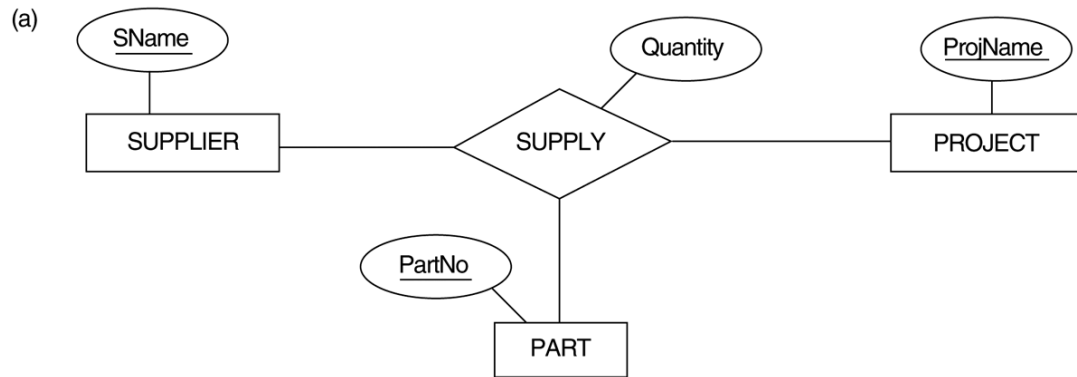 (a)
SName
Quantity
ProjName
SUPPLIER
SUPPLY
PROJECT
PartNo
PART